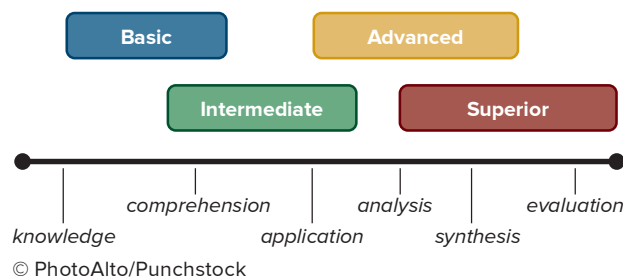 Basic
Advanced
Intermediate
Superior
comprehension
analysis
evaluation
knowledge
application
synthesis
© PhotoAlto/Punchstock